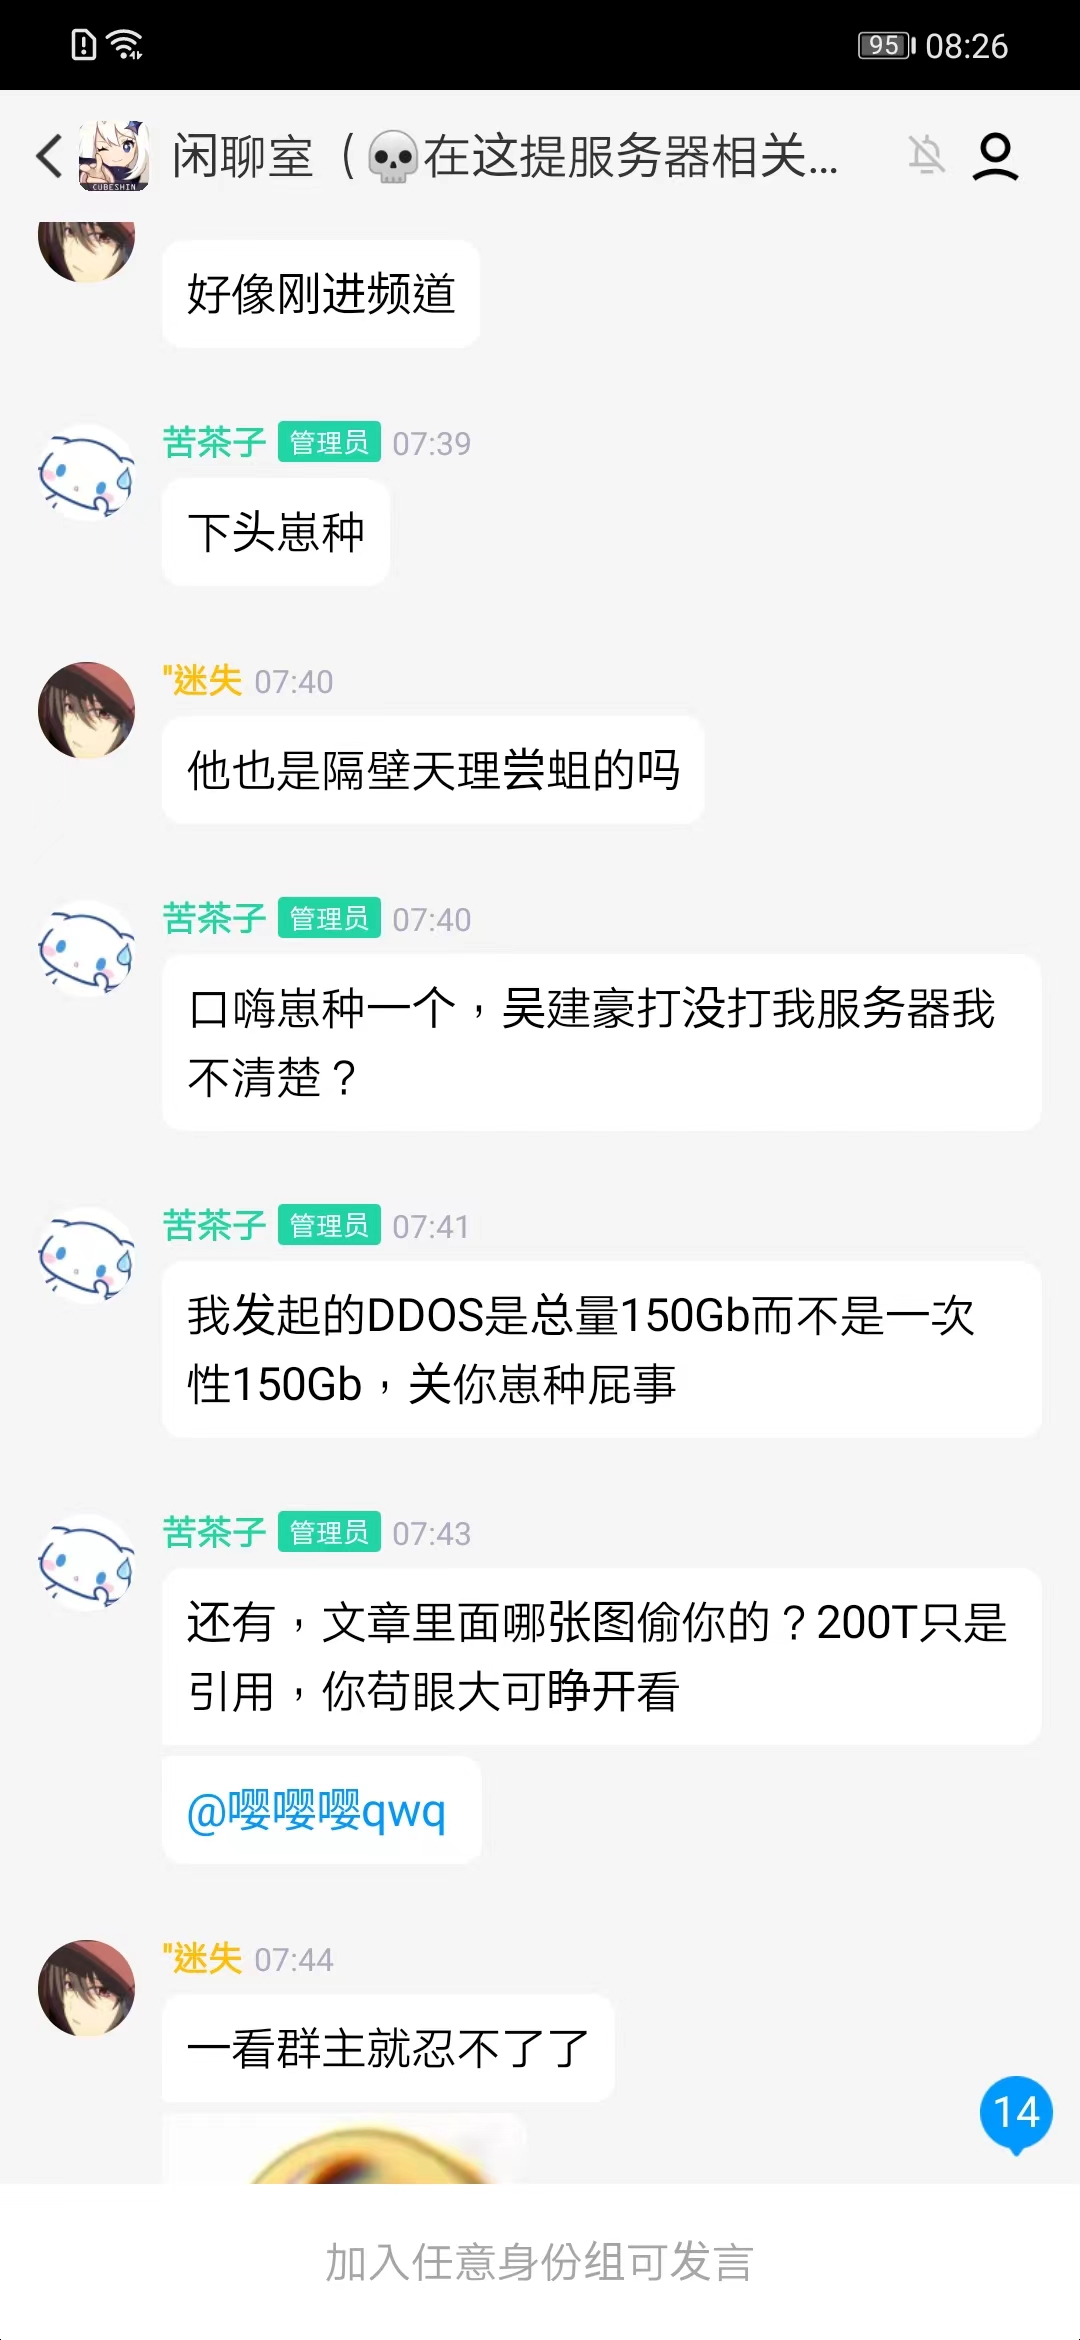 95 08:26
CUBESHIN
闲聊室（💀在这提服务器相关...
好像刚进频道
苦茶子 管理员 07:39
下头崽种
"迷失 07:40
他也是隔壁天理尝蛆的吗
苦茶子 管理员 07:40
口嗨崽种一个，吴建豪打没打我服务器我
不清楚？
苦茶子 管理员 07:41
我发起的DDOS是总量150Gb而不是一次
性150Gb，关你崽种屁事
苦茶子 管理员 07:43
还有，文章里面哪张图偷你的？200T只是
引用，你苟眼大可睁开看
@嘤嘤嘤qwq
"迷失 07:44
一看群主就忍不了了
14
加入任意身份组可发言